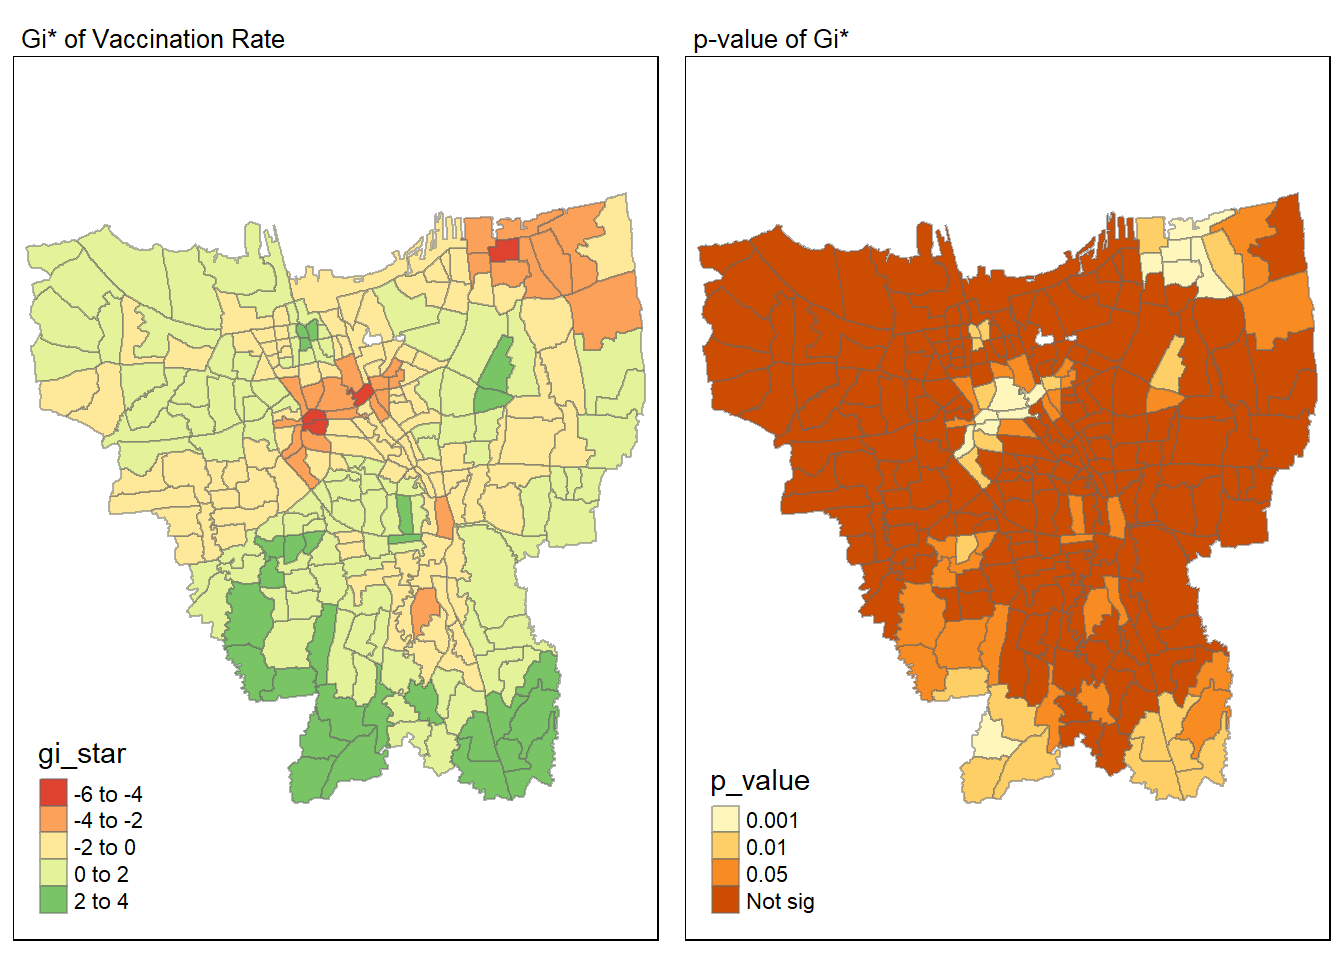 Gi* of Vaccination Rate
p-value of Gi*
gi_star
-6 to -4
-4 to -2
-2 to 0
0 to 2
2 to 4
p_value
0.001
0.01
0.05
Not sig